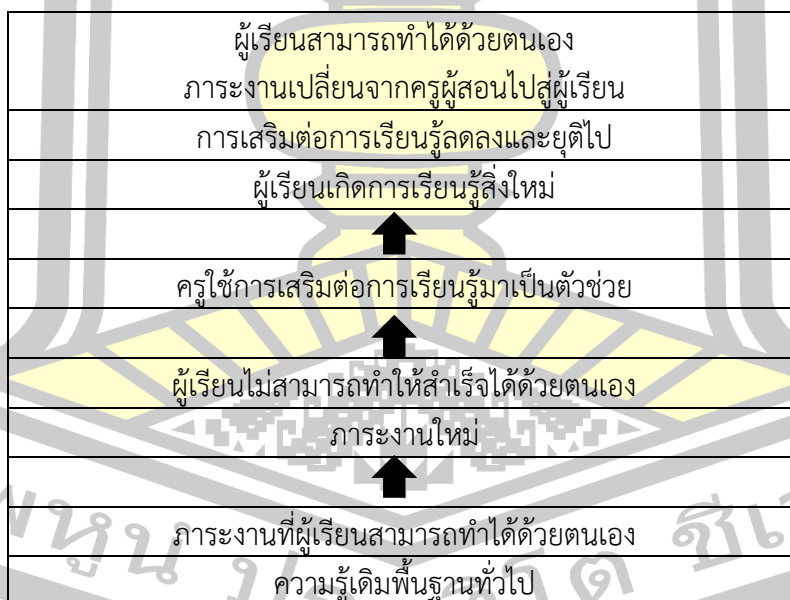 ผู้เรียนสามารถทำได้ด้วยตนเอง
ภาระงานเปลี่ยนจากครูผู้สอนไปสู่ผู้เรียน
การเสริมต่อการเรียนรู้ลดลงและยุติไป
ผู้เรียนเกิดการเรียนรู้สิ่งใหม่
ครูใช้การเสริมต่อการเรียนรู้มาเป็นตัวช่วย
ผู้เรียนไม่สามารถทำให้สำเร็จได้ด้วยตนเอง
ภาระงานใหม่
ภาระงานที่ผู้เรียนสามารถทำได้ด้วยตนเอง
ความรู้เดิมพื้นฐานทั่วไป